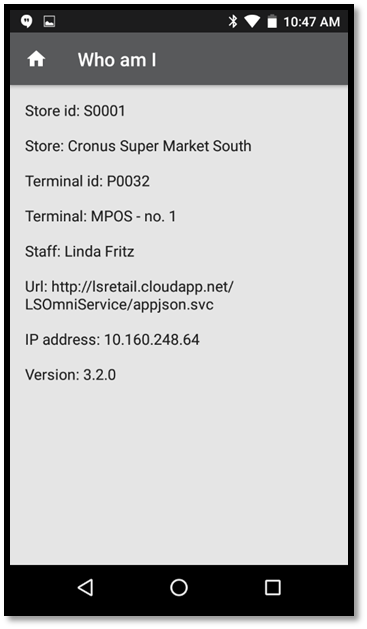 10:47 AM
Who am I
Store id: S0001
Store: Cronus Super Market South
Terminal id: P0032
Terminal: MPOS - no. 1
Staff: Linda Fritz
Url: http://lsretail.cloudapp.net/
LSOmniService/appjson.svc
IP address: 10.160.248.64
Version: 3.2.0